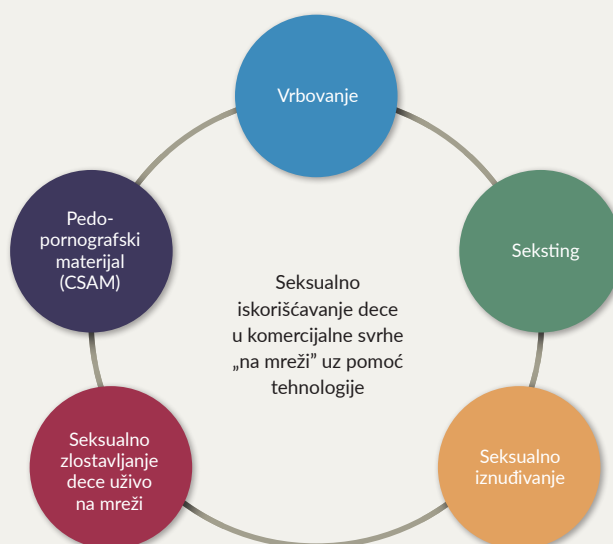 Vrbovanje
Seksting
Seksualno
iznuđivanje
Seksualno
zlostavljanje
dece uživo
na mreži
Pedo-
pornografski
materijal
(CSAM)
Seksualno
iskorišćavanje dece
u komercijalne svrhe
„na mreži” uz pomoć
tehnologije